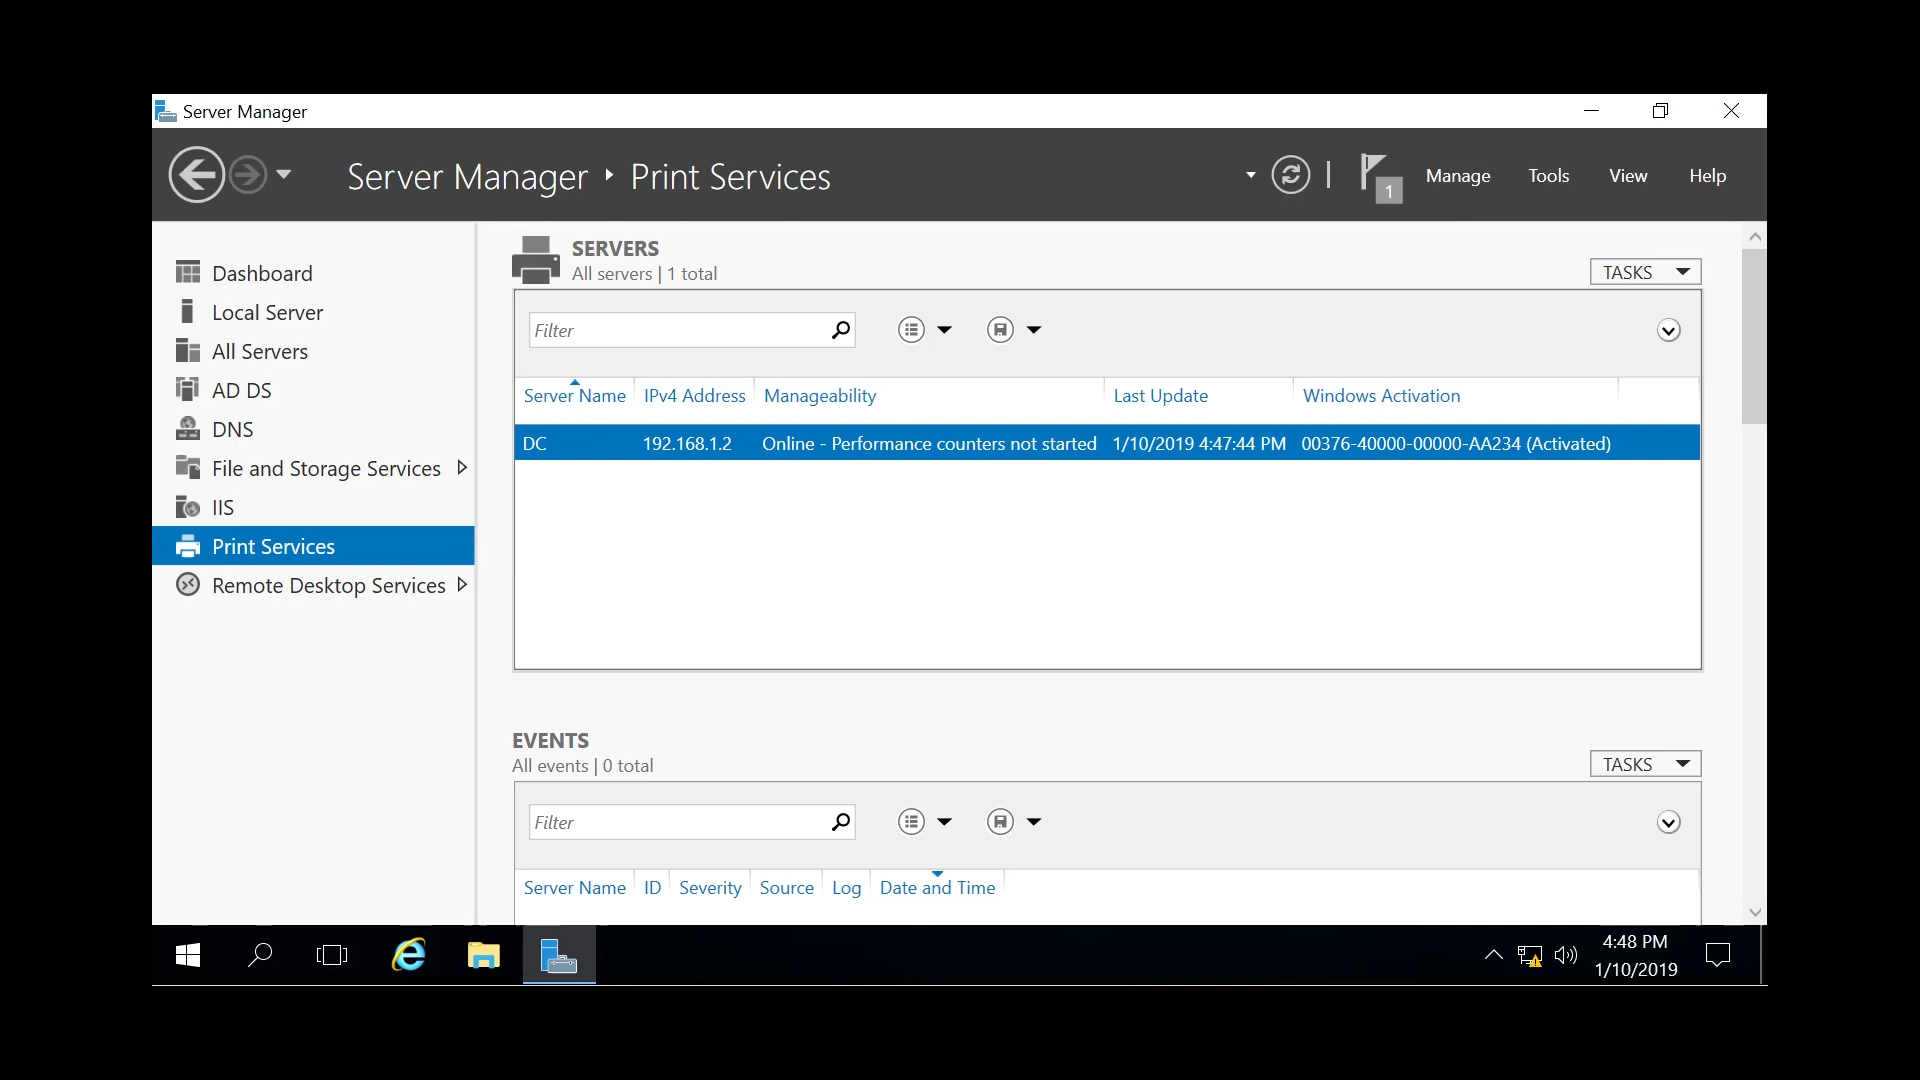 Server Manager
Server Manager Print Services
1
Manage Tools View Help
Dashboard
Local Server
All Servers
AD DS
DNS
File and Storage Services
IIS
Print Services
Remote Desktop Services
SERVERS
All servers | 1 total
TASKS
Filter
Server Name IPv4 Address Manageability Last Update Windows Activation
DC 192.168.1.2 Online - Performance counters not started 1/10/2019 4:47:44 PM 00376-40000-00000-AA234 (Activated)
EVENTS
All events | 0 total
TASKS
Filter
Server Name ID Severity Source Log Date and Time
4:48 PM
1/10/2019